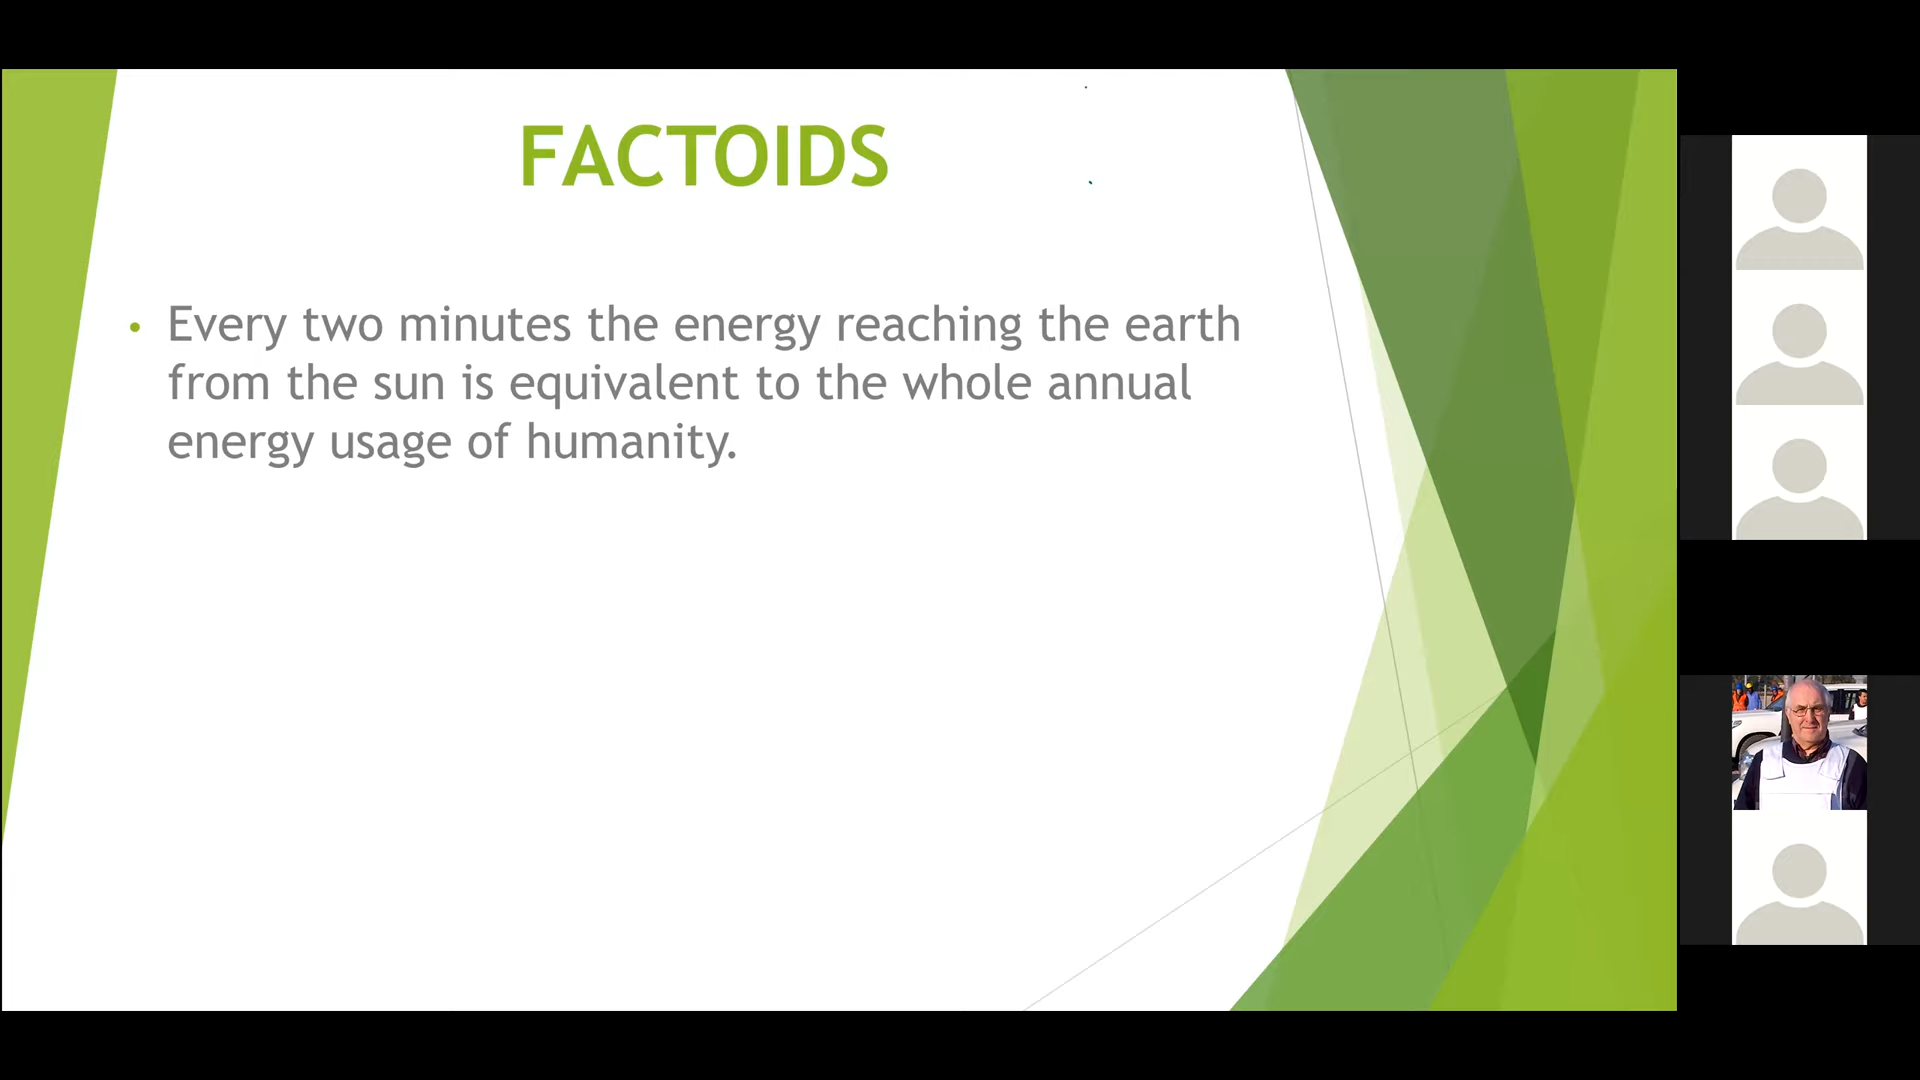 FACTOIDS
• Every two minutes the energy reaching the earth
from the sun is equivalent to the whole annual
energy usage of humanity.